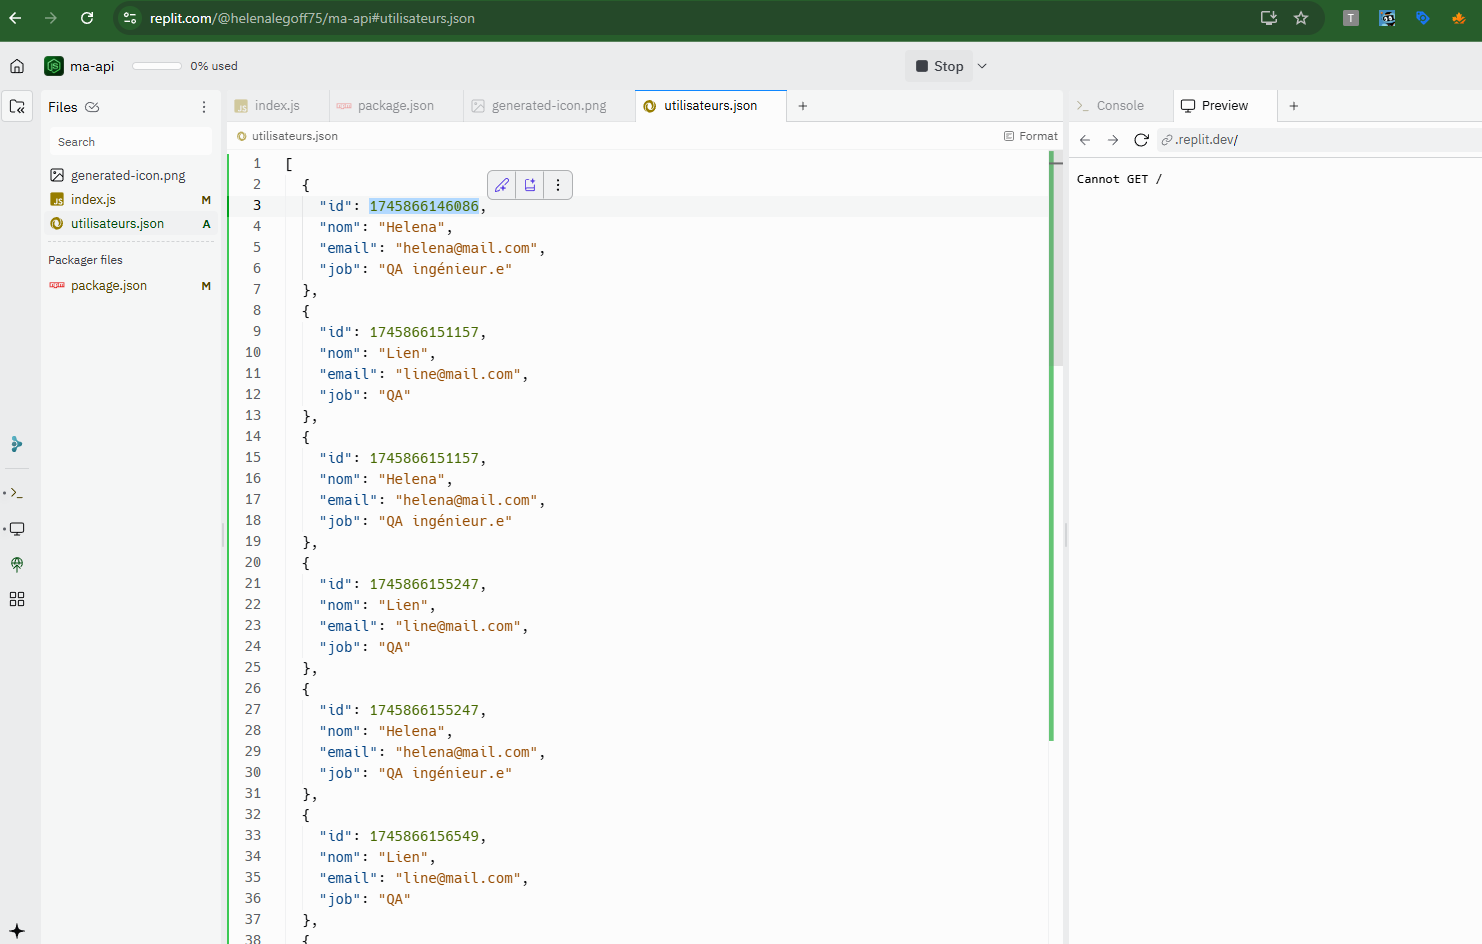 replit.com/@helenalegoff75/ma-api#utilisateurs.json
T
ma-api
0% used
Stop
Files
Search
generated-icon.png
index.js M
utilisateurs.json A
Packager files
package.json M
index.js
package.json
generated-icon.png
utilisateurs.json
utilisateurs.json
Format
1 [
2 {
3 "id": 1745866146086,
4 "nom": "Helena",
5 "email": "helena@mail.com",
6 "job": "QA ingénieur.e"
7 },
8 {
9 "id": 1745866151157,
10 "nom": "Lien",
11 "email": "line@mail.com",
12 "job": "QA"
13 },
14 {
15 "id": 1745866151157,
16 "nom": "Helena",
17 "email": "helena@mail.com",
18 "job": "QA ingénieur.e"
19 },
20 {
21 "id": 1745866155247,
22 "nom": "Lien",
23 "email": "line@mail.com",
24 "job": "QA"
25 },
26 {
27 "id": 1745866155247,
28 "nom": "Helena",
29 "email": "helena@mail.com",
30 "job": "QA ingénieur.e"
31 },
32 {
33 "id": 1745866156549,
34 "nom": "Lien",
35 "email": "line@mail.com",
36 "job": "QA"
37 },
38 {
Console
Preview
.replit.dev/
Cannot GET /